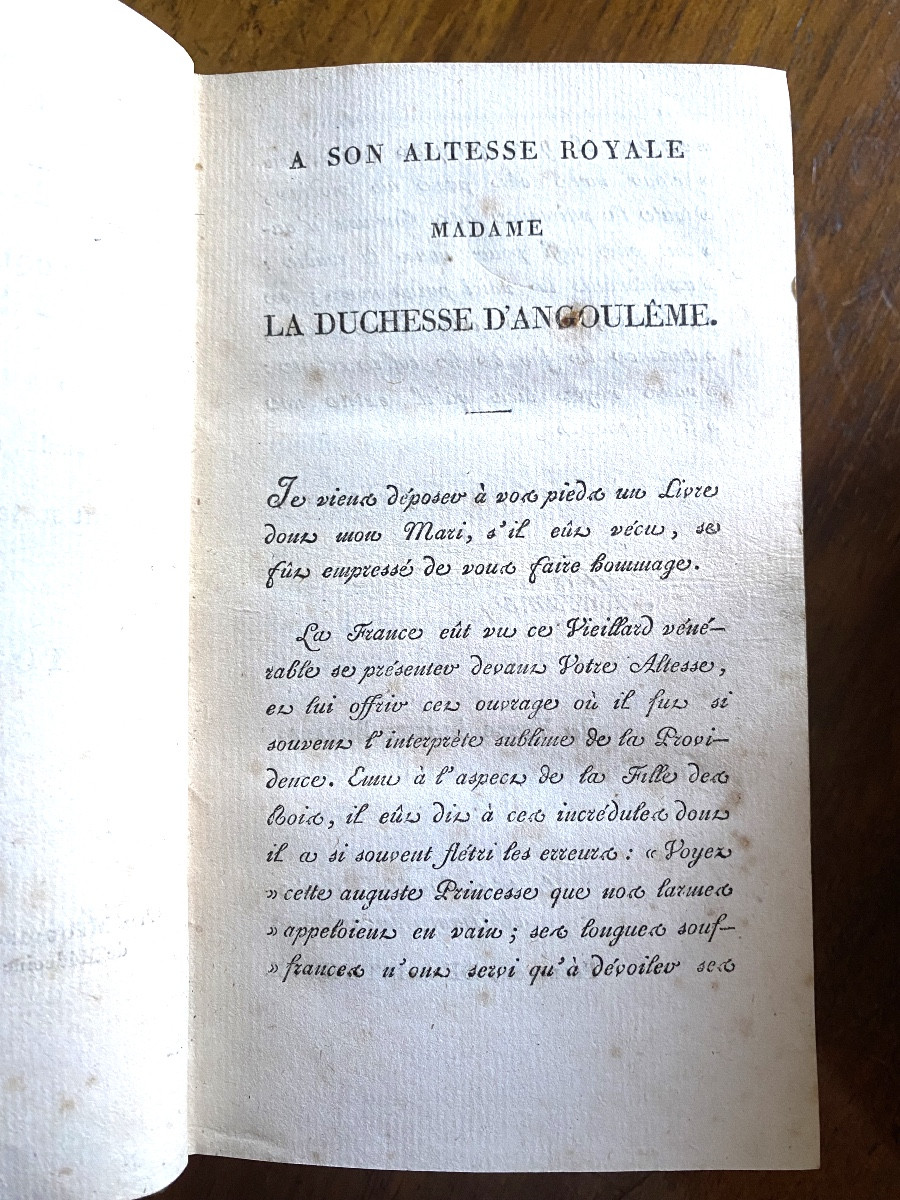 A SON ALTESSE ROYALE
MADAME
LA DUCHESSE D'ANGOULÊME.
Je viens déposer à vos pieds un Livre
dont mon Mari, s'il eût vécu, se
fût empressé de vous faire hommage.
La France eût vu ce Vieillard véné-
rable se présenter devant Votre Altesse,
et lui offrir cet ouvrage où il fut si
souvent l'interprète sublime de la Provi-
dence. Emu à l'aspect de la Fille des
Rois, il eût dit à ces incrédules dont
il a si souvent flétri les erreurs : « Voyez
» cette auguste Princesse que nos larmes
» appeloient en vain ; ses longues souf-
» frances n'ont servi qu'à dévoiler ses